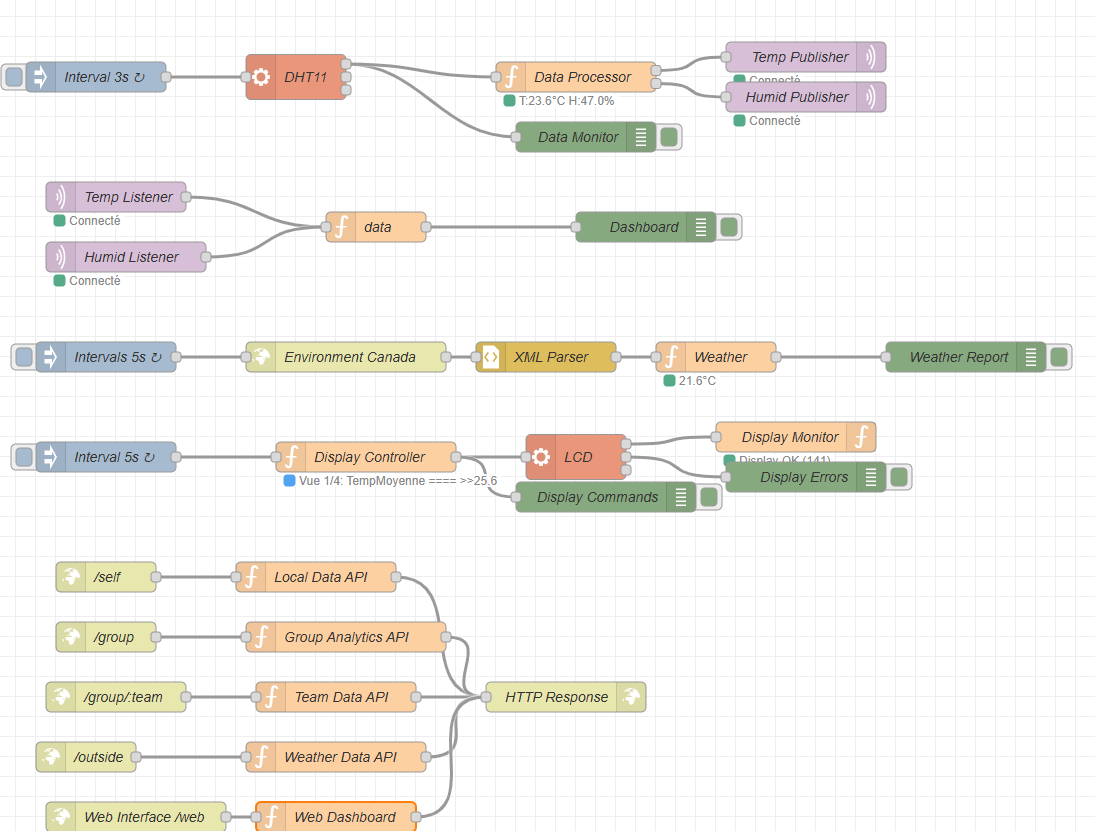 Interval 3s ↻
DHT11
Data Processor
T:23.6°C H:47.0%
Temp Publisher
Connecté
Humid Publisher
Connecté
Data Monitor
Temp Listener
Connecté
Humid Listener
Connecté
data
Dashboard
Intervals 5s ↻
Environment Canada
XML Parser
Weather
21.6°C
Weather Report
Interval 5s ↻
Display Controller
Vue 1/4: TempMoyenne ==== >>25.6
LCD
Display Monitor
Display OK (141)
Display Errors
Display Commands
/self
Local Data API
/group
Group Analytics API
/group/:team
Team Data API
HTTP Response
/outside
Weather Data API
Web Interface /web
Web Dashboard